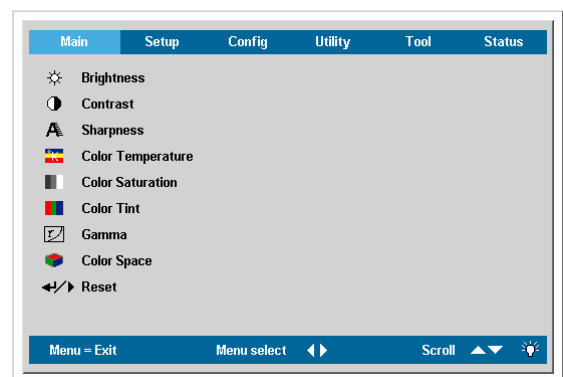 Main Setup Config Utility Tool Status
Brightness
Contrast
Sharpness
Color Temperature
Color Saturation
Color Tint
Gamma
Color Space
Reset
Menu = Exit Menu select Scroll